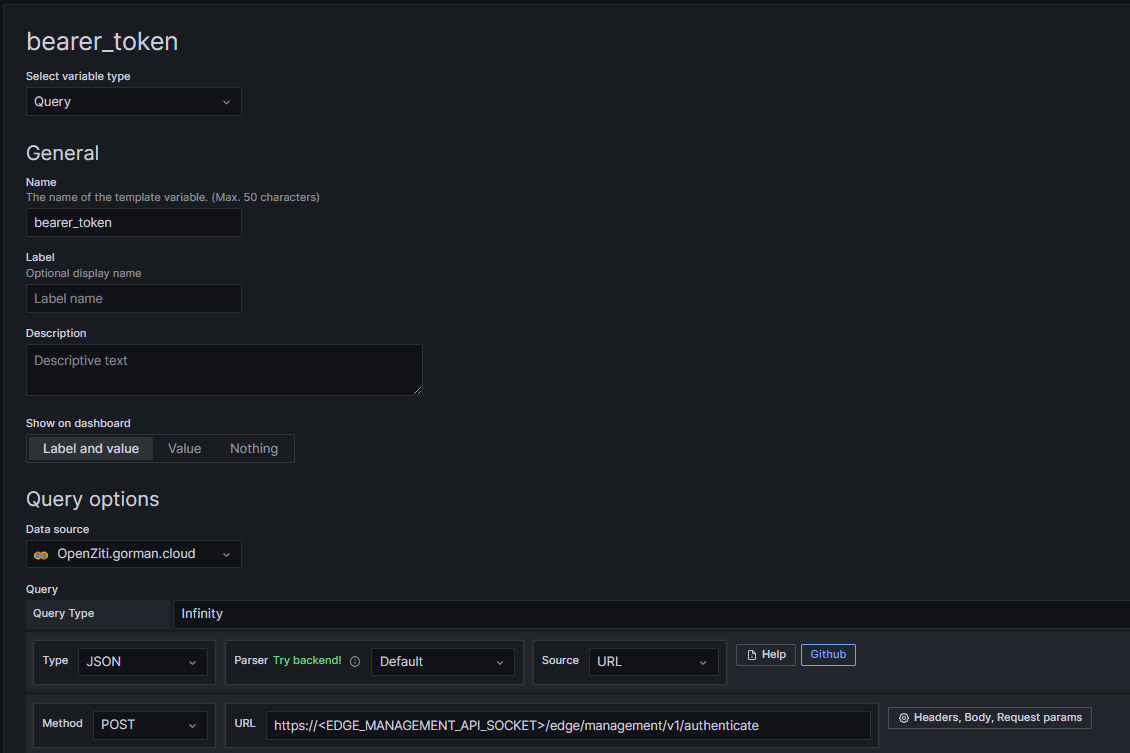 bearer_token
Select variable type
Query
General
Name
The name of the template variable. (Max. 50 characters)
bearer_token
Label
Optional display name
Label name
Description
Descriptive text
Show on dashboard
Label and value Value Nothing
Query options
Data source
OpenZiti.gorman.cloud
Query
Query Type Infinity
Type JSON Parser Try backend! Default Source URL Help Github
Method POST URL https://<EDGE_MANAGEMENT_API_SOCKET>/edge/management/v1/authenticate Headers, Body, Request params